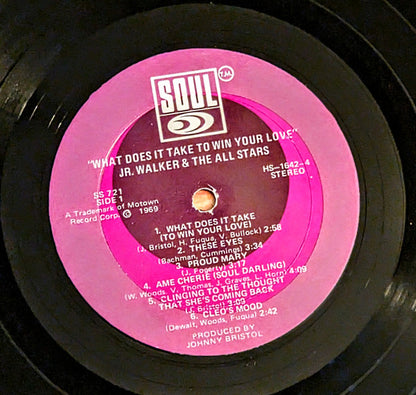 SOUL T.M.
"WHAT DOES IT TAKE TO WIN YOUR LOVE"
JR. WALKER & THE ALL STARS
SS 721
SIDE 1
HS-1642-4
STEREO
A Trademark of Motown
Record Corp. © 1969
1. WHAT DOES IT TAKE
(TO WIN YOUR LOVE)
(J. Bristol, H. Fuqua, V. Bullock) 2:58
2. THESE EYES
(Bachman, Cummings) 3:34
3. PROUD MARY
(J. Fogerty) 3:17
4. AME CHERIE (SOUL DARLING)
(W. Woods, V. Thomas, J. Graves, L. Horn) 4:09
5. CLINGING TO THE THOUGHT
THAT SHE'S COMING BACK
(J. Bristol) 3:03
6. CLEO'S MOOD
(Dewalt, Woods, Fuqua) 2:42
PRODUCED BY
JOHNNY BRISTOL